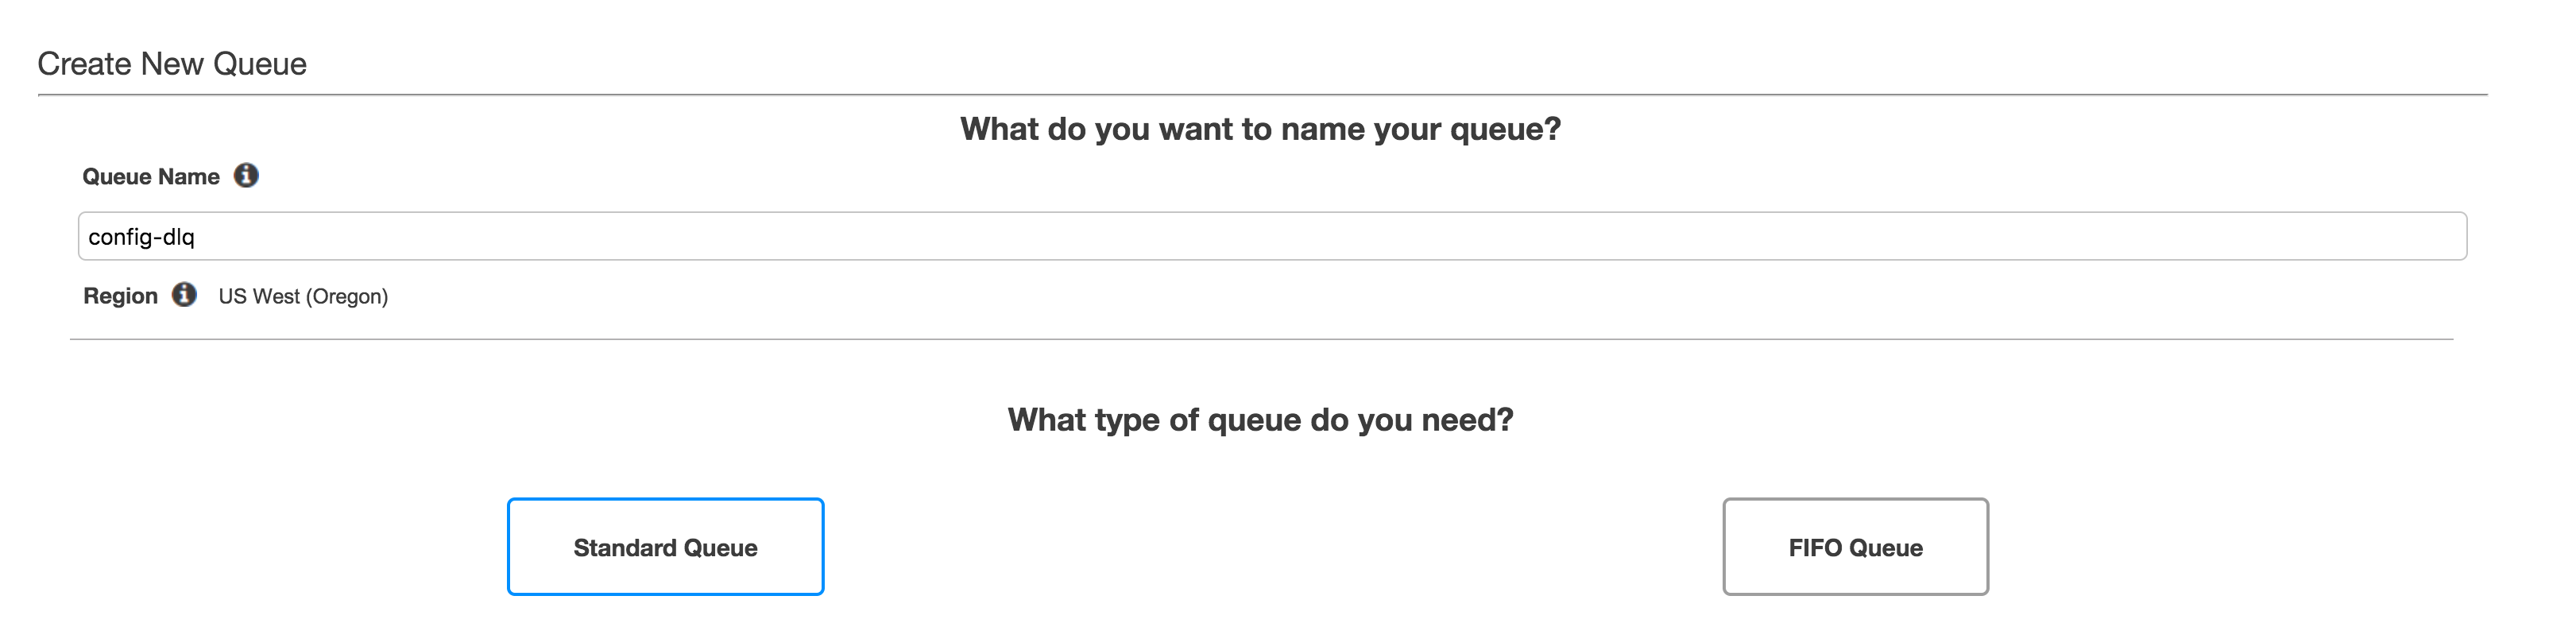 Create New Queue
What do you want to name your queue?
Queue Name
config-dlq
Region US West (Oregon)
What type of queue do you need?
Standard Queue FIFO Queue